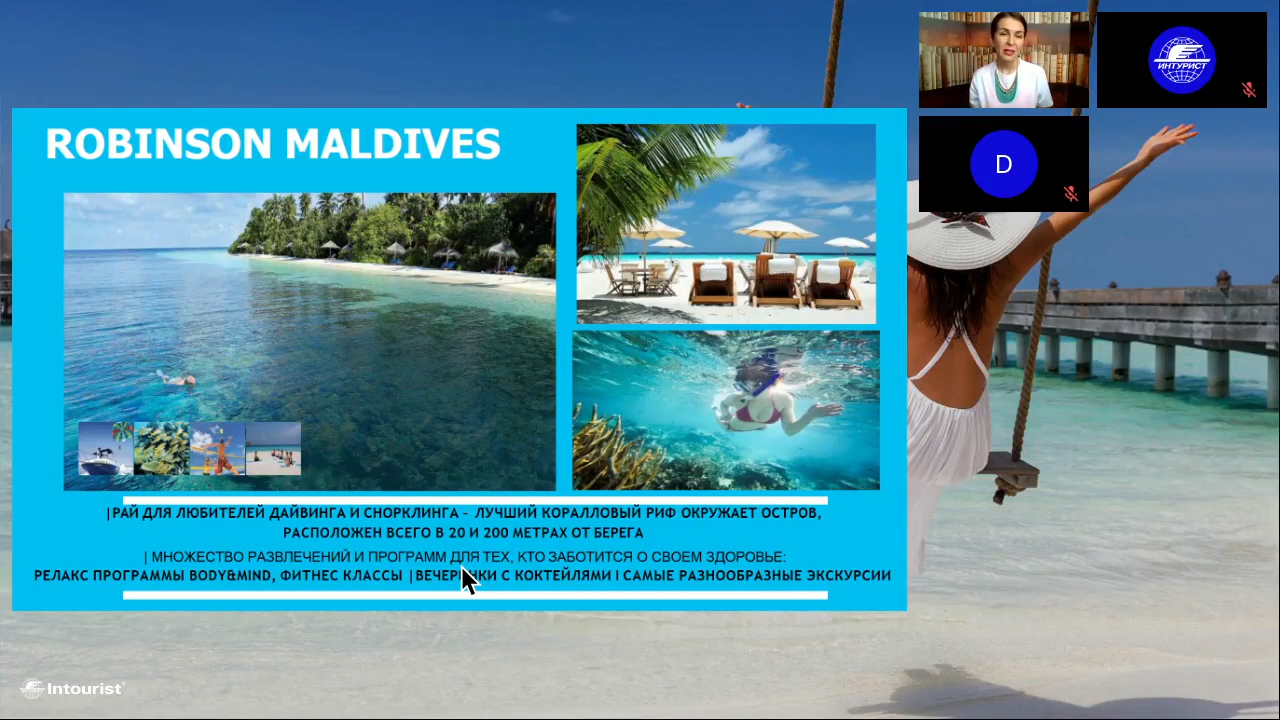 ROBINSON MALDIVES
ИНТУРИСТ
D
|РАЙ ДЛЯ ЛЮБИТЕЛЕЙ ДАЙВИНГА И СНОРКЛИНГА - ЛУЧШИЙ КОРАЛЛОВЫЙ РИФ ОКРУЖАЕТ ОСТРОВ,
РАСПОЛОЖЕН ВСЕГО В 20 И 200 МЕТРАХ ОТ БЕРЕГА
| МНОЖЕСТВО РАЗВЛЕЧЕНИЙ И ПРОГРАММ ДЛЯ ТЕХ, КТО ЗАБОТИТСЯ О СВОЕМ ЗДОРОВЬЕ:
РЕЛАКС ПРОГРАММЫ BODY&MIND, ФИТНЕС КЛАССЫ |ВЕЧЕРИНКИ С КОКТЕЙЛЯМИ I САМЫЕ РАЗНООБРАЗНЫЕ ЭКСКУРСИИ
Intourist